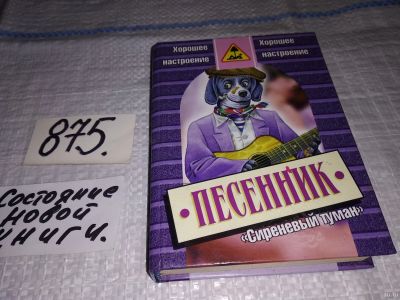 Хорошее
настроение
Хорошее
настроение
875.
ПЕСЕННИК
Состояние
новой
книги.
«Сиреневый туман»